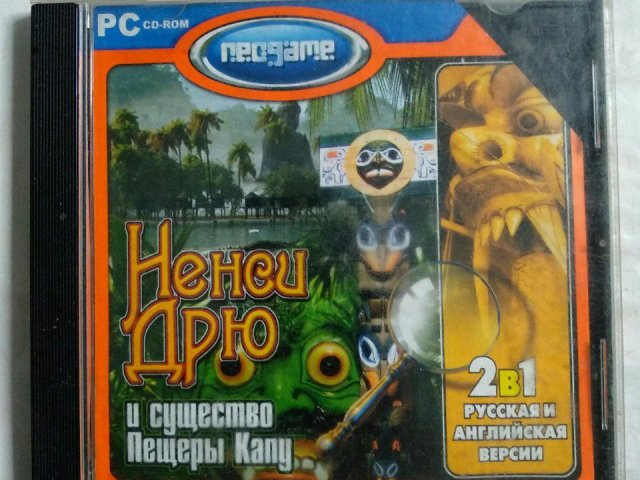 PC CD-ROM
neogame
Ненси
Дрю
и существо
Пещеры Капу
2в1
РУССКАЯ И
АНГЛИЙСКАЯ
ВЕРСИИ